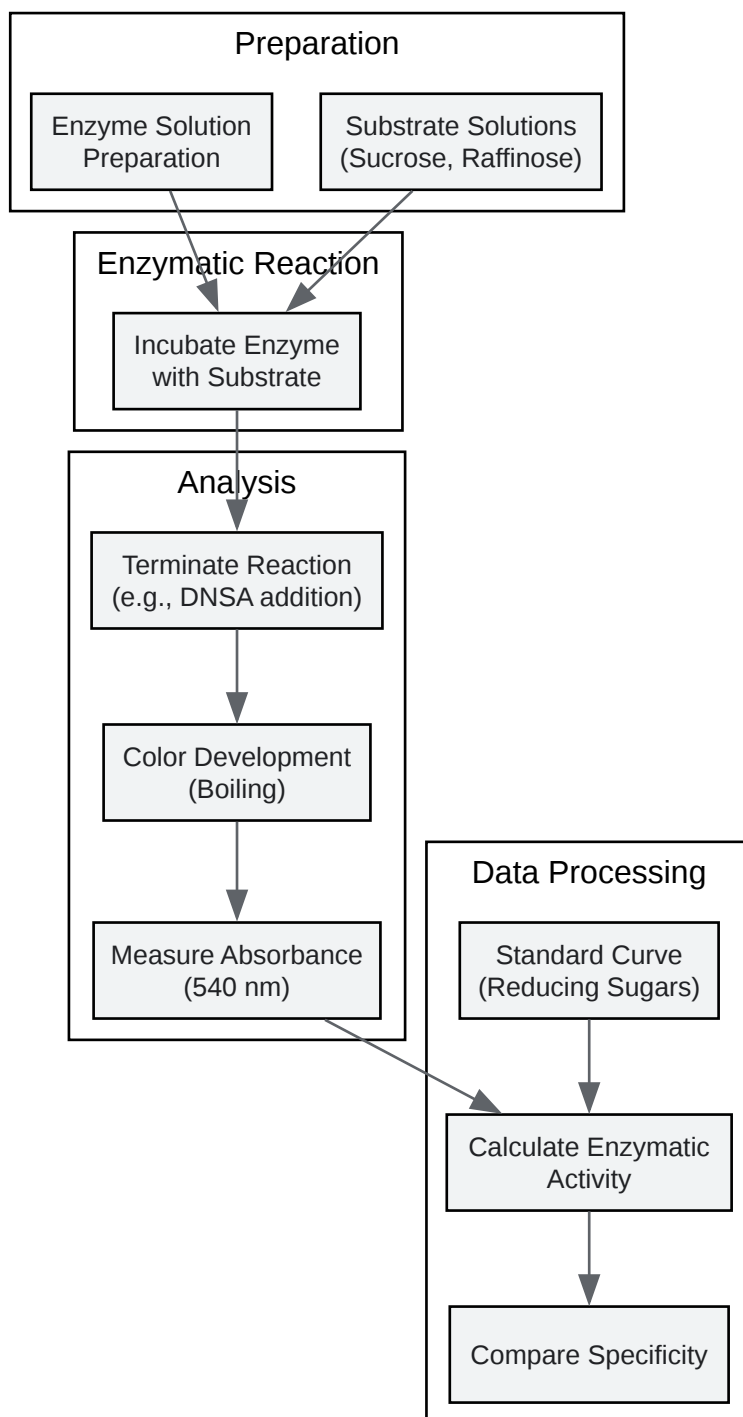 Preparation
Enzyme Solution
Preparation
Substrate Solutions
(Sucrose, Raffinose)
Enzymatic Reaction
Incubate Enzyme
with Substrate
Analysis
Terminate Reaction
(e.g., DNSA addition)
Color Development
(Boiling)
Measure Absorbance
(540 nm)
Data Processing
Standard Curve
(Reducing Sugars)
Calculate Enzymatic
Activity
Compare Specificity